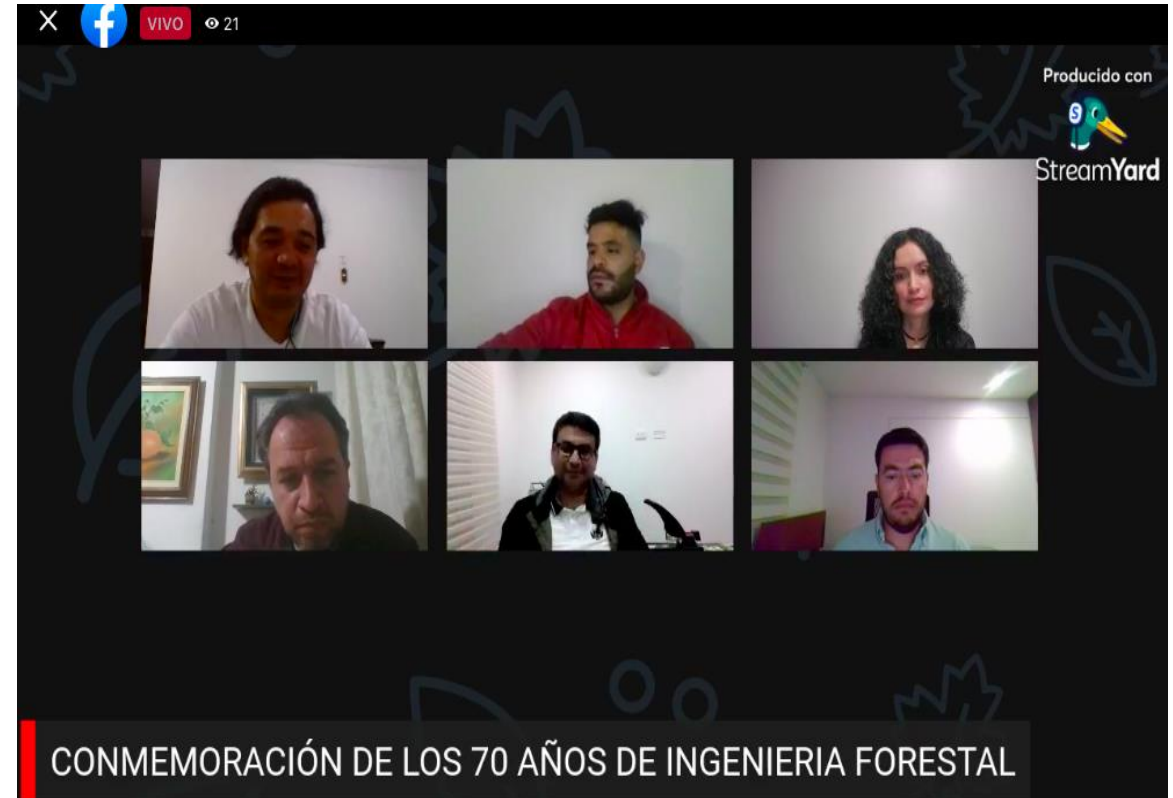 VIVO 21
Producido con
StreamYard
CONMEMORACIÓN DE LOS 70 AÑOS DE INGENIERIA FORESTAL